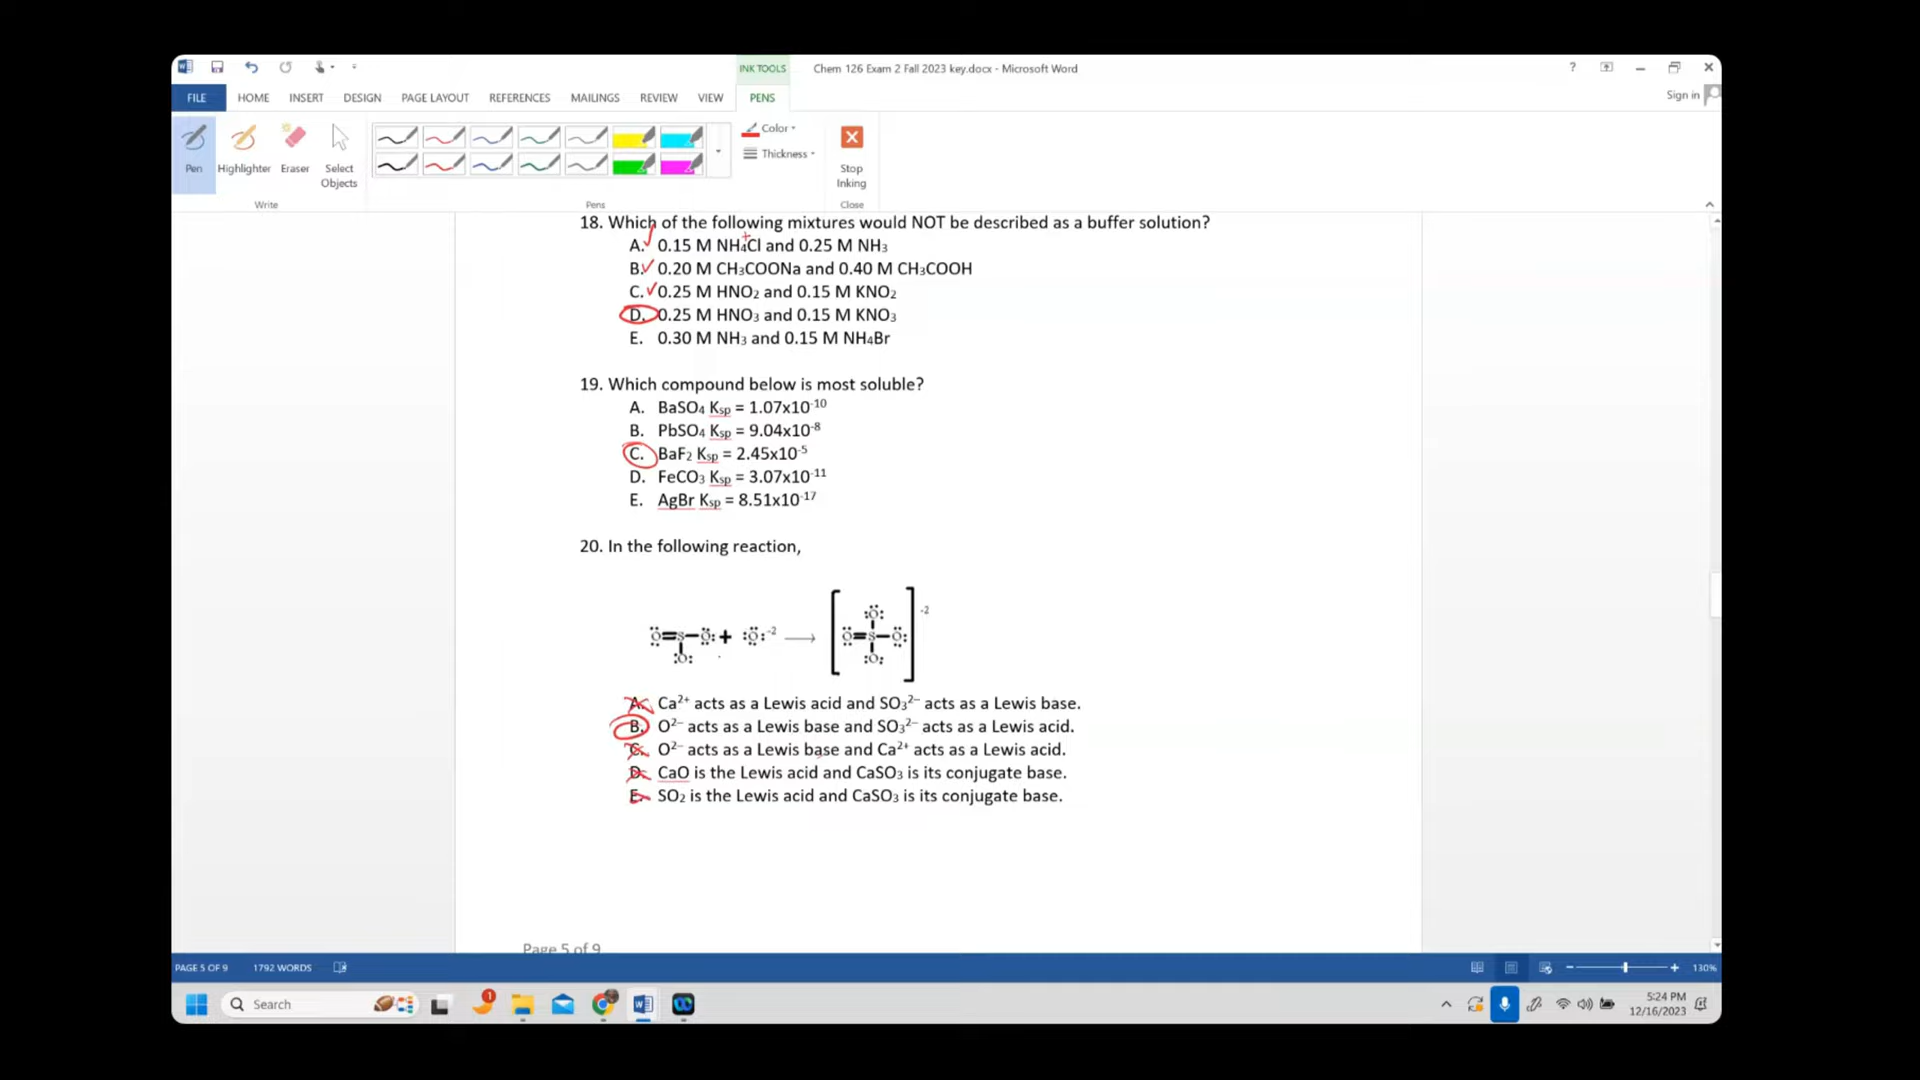 INK TOOLS
Chem 126 Exam 2 Fall 2023 key.docx - Microsoft Word
?
Sign in
FILE HOME INSERT DESIGN PAGE LAYOUT REFERENCES MAILINGS REVIEW VIEW PENS
Pen Highlighter Eraser Select Objects
Color
Thickness
Stop Inking
Write Pens Close
18. Which of the following mixtures would NOT be described as a buffer solution?
A. 0.15 M NH₄⁺Cl and 0.25 M NH₃
B. 0.20 M CH₃COONa and 0.40 M CH₃COOH
C. 0.25 M HNO₂ and 0.15 M KNO₂
D. 0.25 M HNO₃ and 0.15 M KNO₃
E. 0.30 M NH₃ and 0.15 M NH₄Br
19. Which compound below is most soluble?
A. BaSO₄ Ksp = 1.07x10⁻¹⁰
B. PbSO₄ Ksp = 9.04x10⁻⁸
C. BaF₂ Ksp = 2.45x10⁻⁵
D. FeCO₃ Ksp = 3.07x10⁻¹¹
E. AgBr Ksp = 8.51x10⁻¹⁷
20. In the following reaction,
:Ö: -2
O=S-O: + :O: -2 → [O=S-O:]
:O: :O:
A. Ca²⁺ acts as a Lewis acid and SO₃²⁻ acts as a Lewis base.
B. O²⁻ acts as a Lewis base and SO₃²⁻ acts as a Lewis acid.
C. O²⁻ acts as a Lewis base and Ca²⁺ acts as a Lewis acid.
D. CaO is the Lewis acid and CaSO₃ is its conjugate base.
E. SO₂ is the Lewis acid and CaSO₃ is its conjugate base.
Page 5 of 9
PAGE 5 OF 9 1792 WORDS 130%
Search 1
5:24 PM
12/16/2023